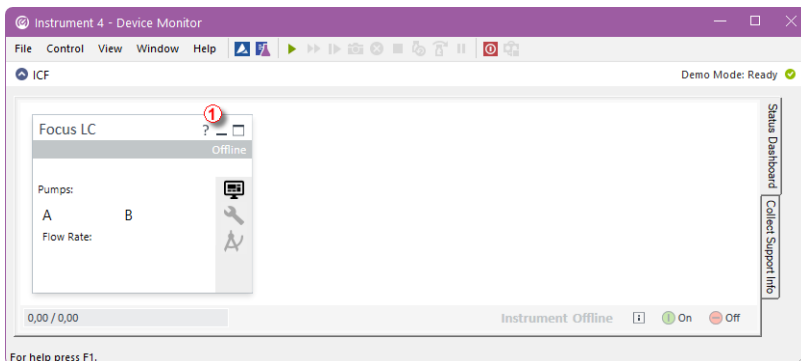 Instrument 4 - Device Monitor
File Control View Window Help
ICF
Demo Mode: Ready
1
Focus LC
?
Offline
Pumps:
A B
Flow Rate:
Status Dashboard
Collect Support Info
0,00 / 0,00
Instrument Offline
i
On
Off
For help press F1.